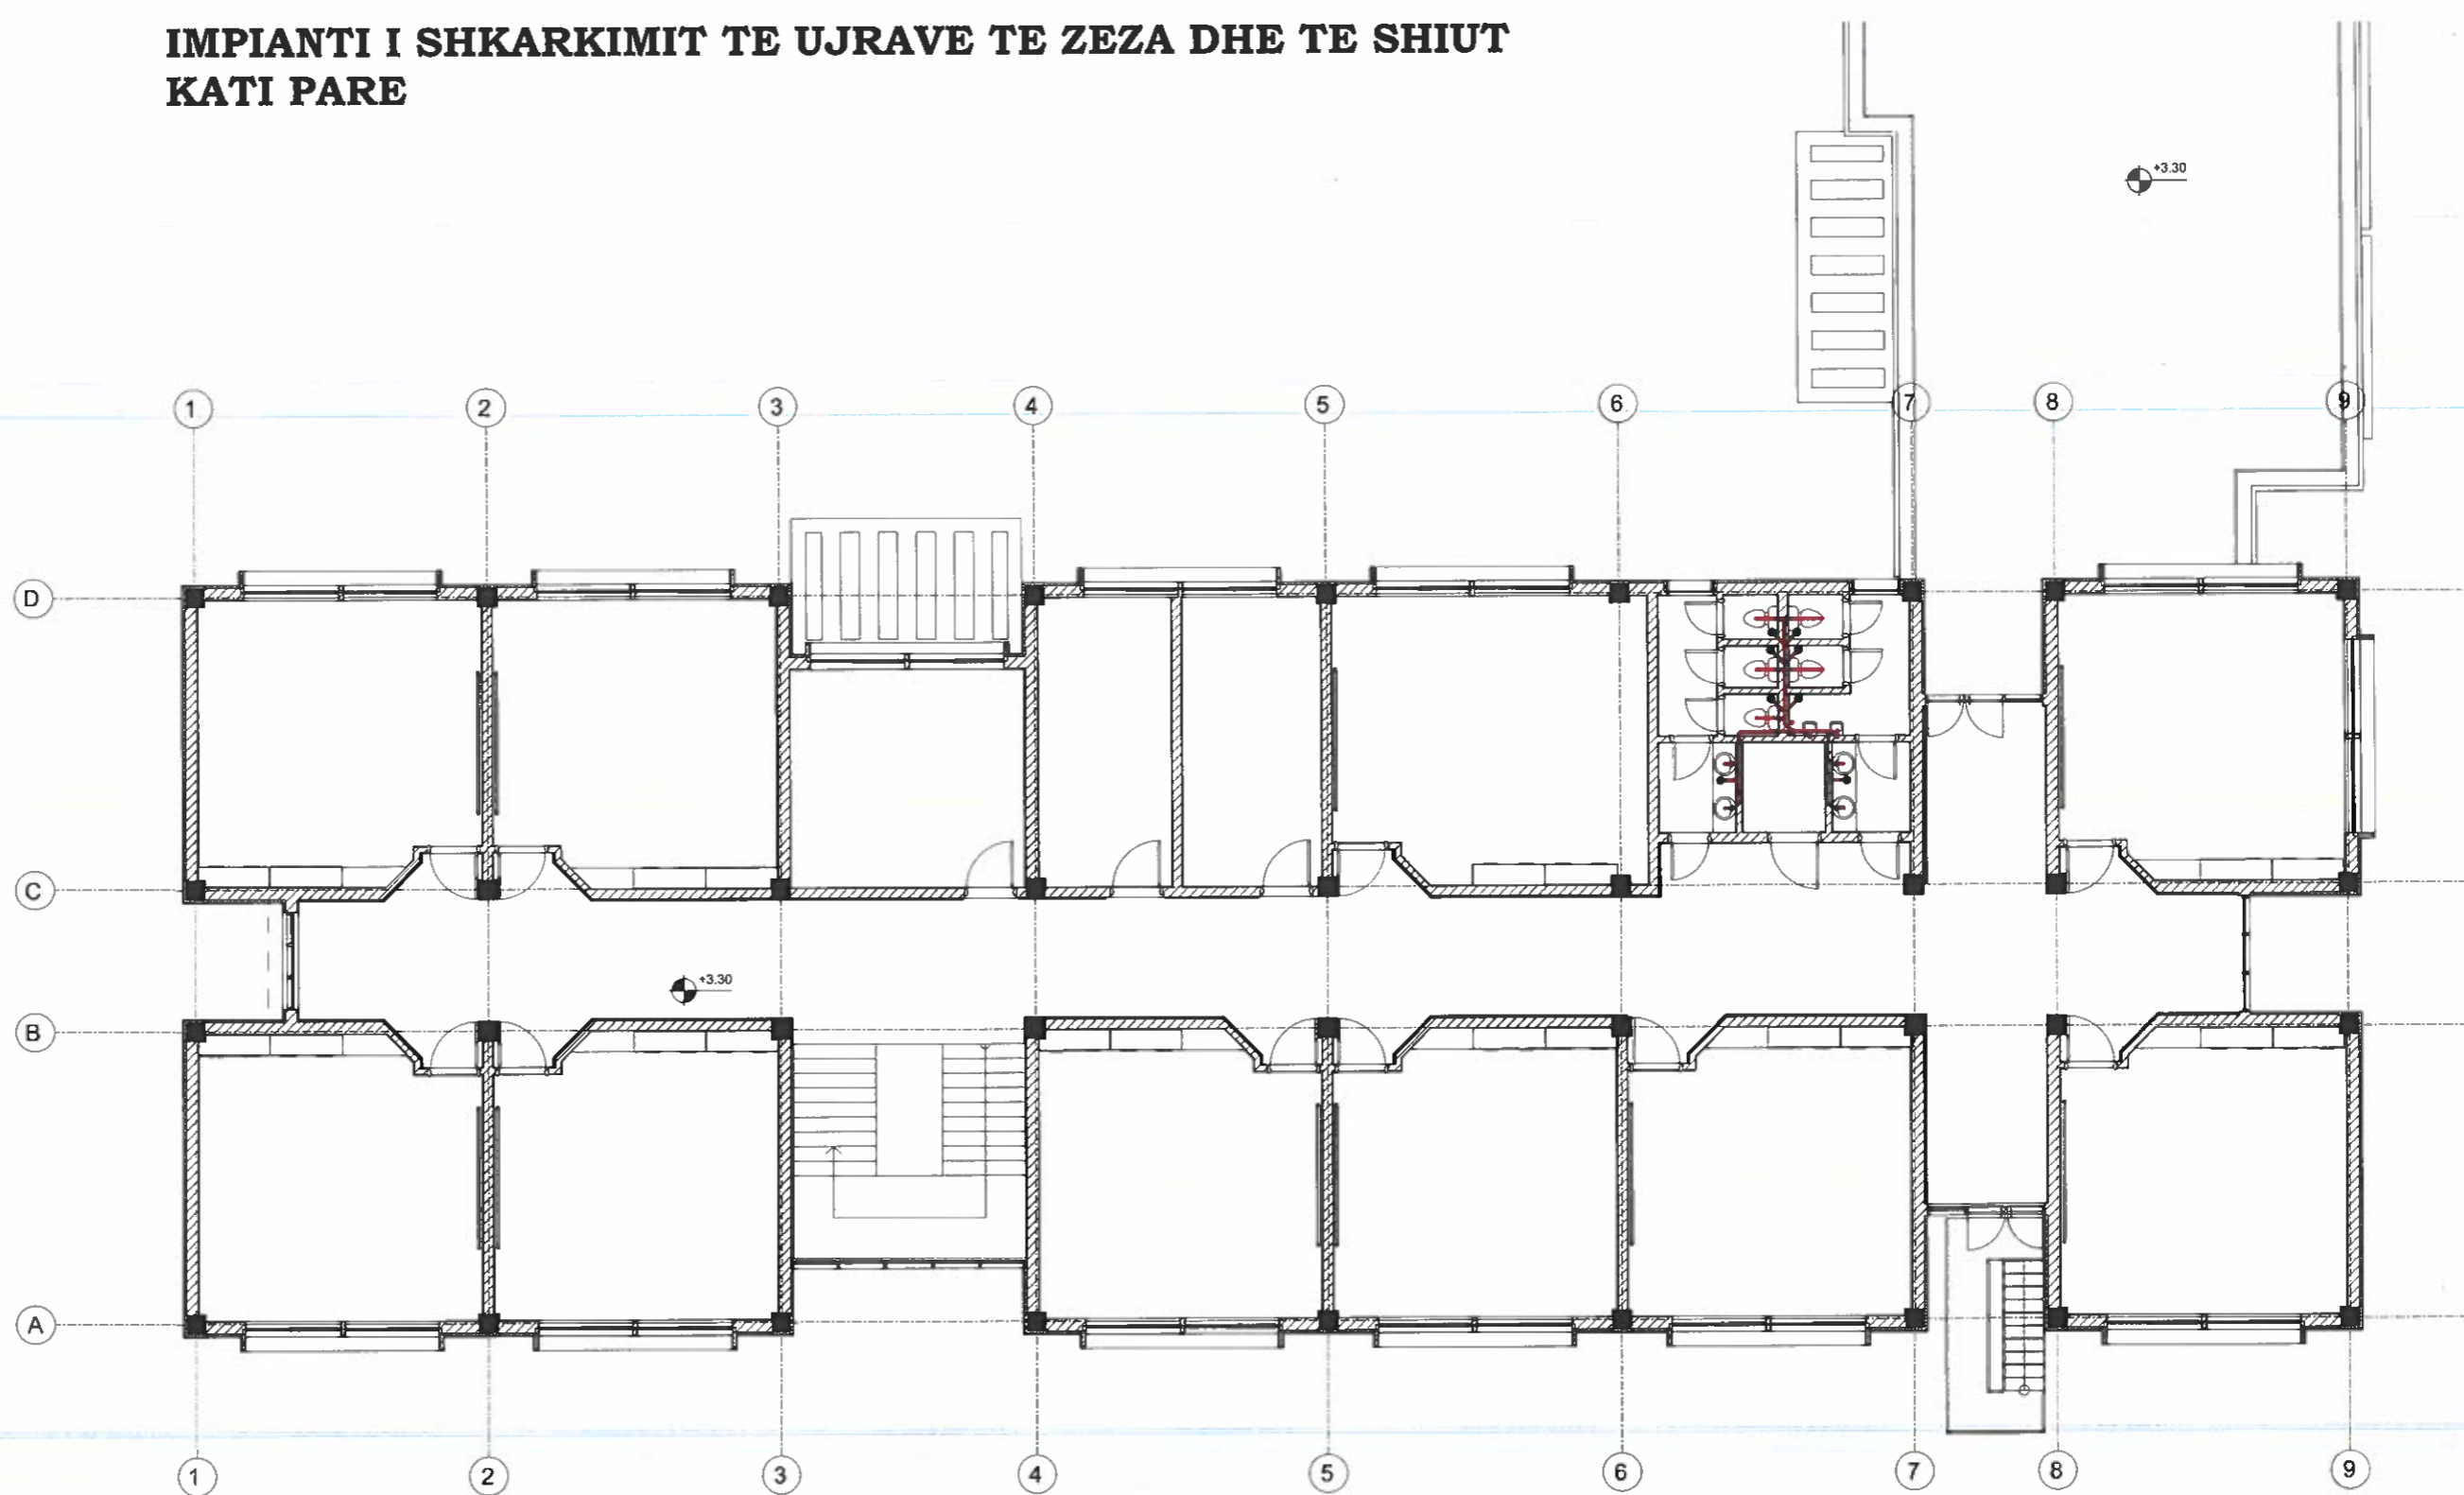 IMPIANTI I SHKARKIMIT TE UJRAVE TE ZEZA DHE TE SHIUT
KATI PARE
+3.30
1 2 3 4 5 6 7 8 9
D
C
+3.30
B
A
1 2 3 4 5 6 7 8 9